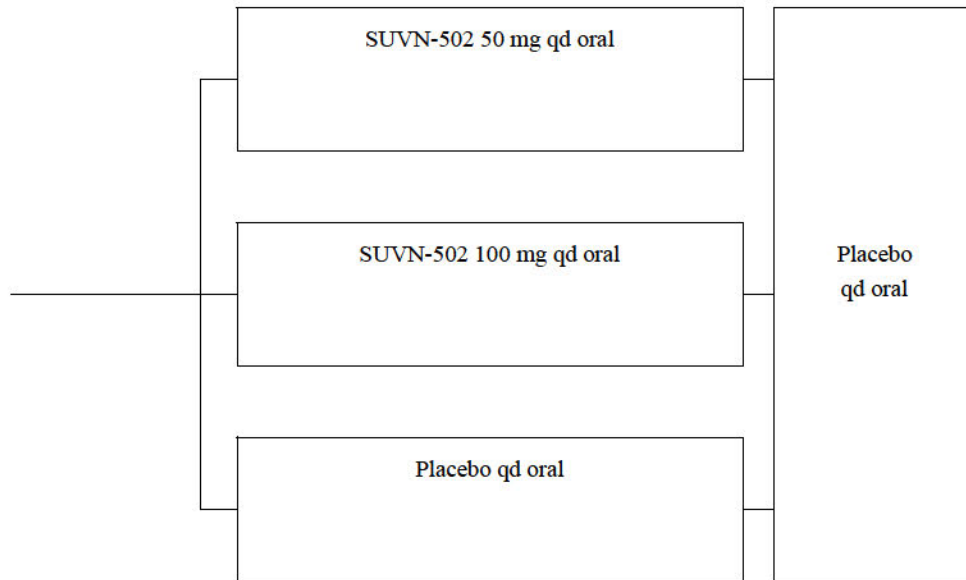 SUVN-502 50 mg qd oral
SUVN-502 100 mg qd oral
Placebo
qd oral
Placebo qd oral